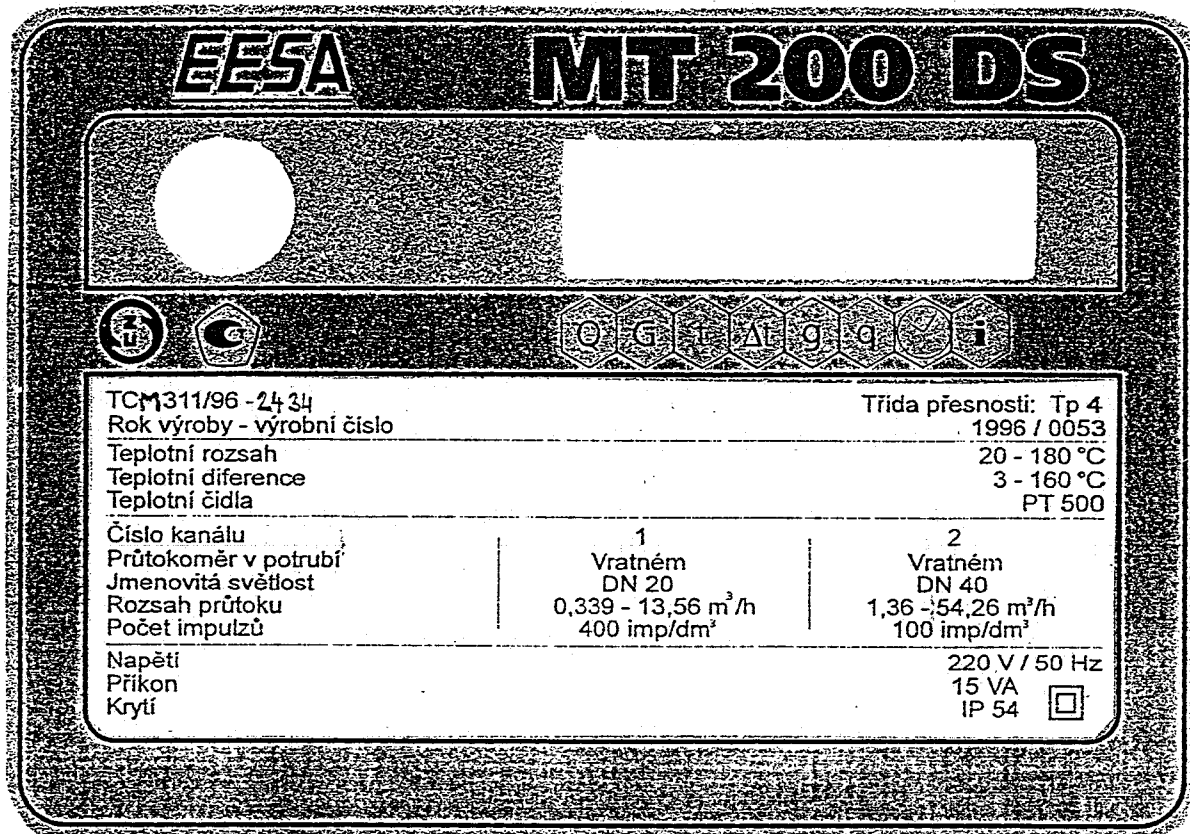 EESA MT 200 DS
Q G t Δt g q i
TCM311/96 -2434 Třída přesnosti: Tp 4
Rok výroby - výrobní číslo 1996 / 0053
Teplotní rozsah 20 - 180 °C
Teplotní diference 3 - 160 °C
Teplotní čidla PT 500
Číslo kanálu 1 2
Průtokoměr v potrubí Vratném Vratném
Jmenovitá světlost DN 20 DN 40
Rozsah průtoku 0,339 - 13,56 m³/h 1,36 - 54,26 m³/h
Počet impulzů 400 imp/dm³ 100 imp/dm³
Napětí 220 V / 50 Hz
Příkon 15 VA
Krytí IP 54